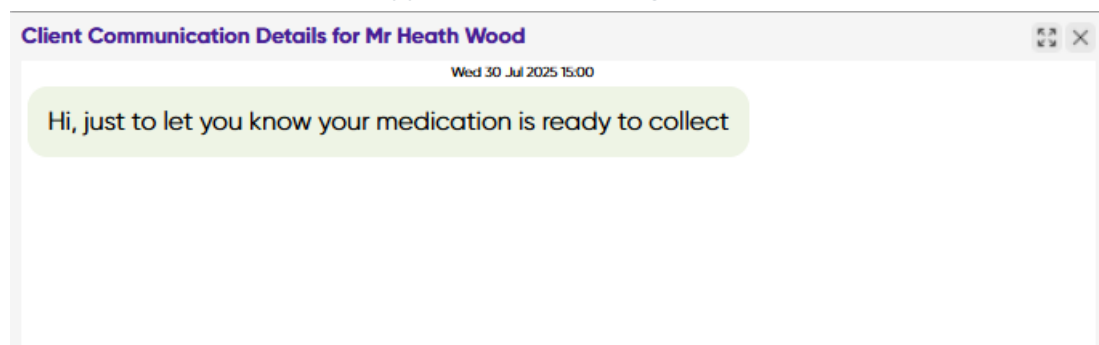 Client Communication Details for Mr Heath Wood
Wed 30 Jul 2025 15:00
Hi, just to let you know your medication is ready to collect